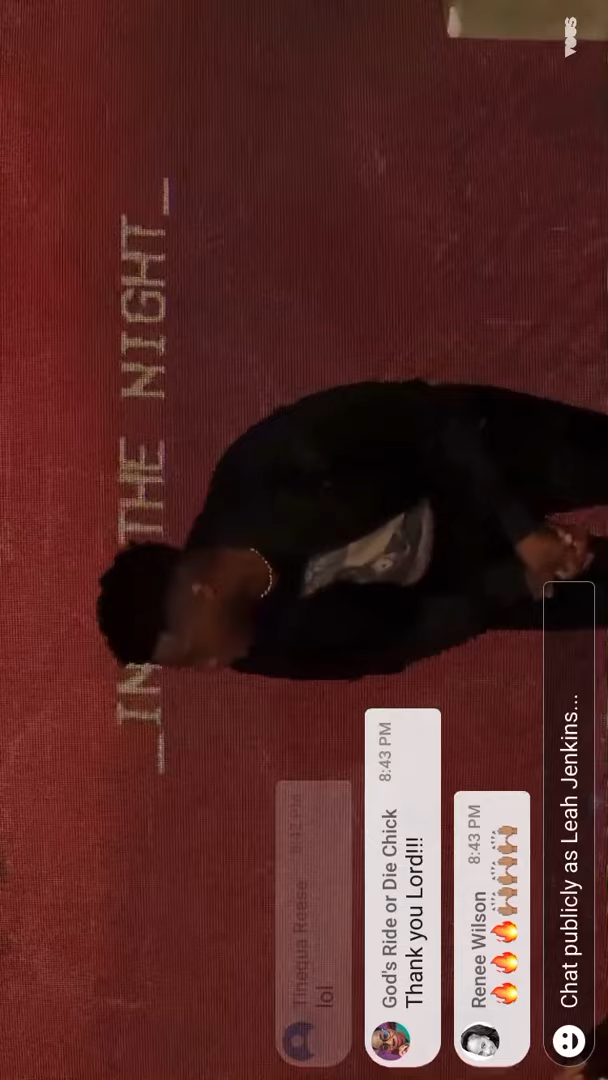 VOUS
_IN THE NIGHT_
Tinequa Reese
lol
God's Ride or Die Chick 8:43 PM
Thank you Lord!!!
Renee Wilson 8:43 PM
🔥🔥🔥🙌🏽🙌🏽🙌🏽🙌🏽
Chat publicly as Leah Jenkins...